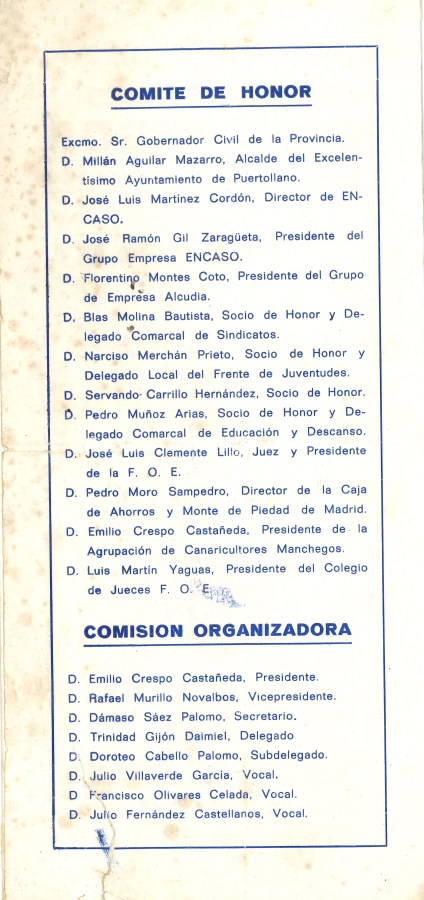 COMITE DE HONOR
Excmo. Sr. Gobernador Civil de la Provincia.
D. Millán Aguilar Mazarro, Alcalde del Excelen-
tísimo Ayuntamiento de Puertollano.
D. José Luis Martinez Cordón, Director de EN-
CASO.
D. José Ramón Gil Zaragüeta, Presidente del
Grupo Empresa ENCASO.
D. Florentino Montes Coto, Presidente del Grupo
de Empresa Alcudia.
D. Blas Molina Bautista, Socio de Honor y De-
legado Comarcal de Sindicatos.
D. Narciso Merchán Prieto, Socio de Honor y
Delegado Local del Frente de Juventudes.
D. Servando Carrillo Hernández, Socio de Honor.
D. Pedro Muñoz Arias, Socio de Honor y De-
legado Comarcal de Educación y Descanso.
D. José Luis Clemente Lillo, Juez y Presidente
de la F. O. E.
D. Pedro Moro Sampedro, Director de la Caja
de Ahorros y Monte de Piedad de Madrid.
D. Emilio Crespo Castañeda, Presidente de la
Agrupación de Canaricultores Manchegos.
D. Luis Martín Yaguas, Presidente del Colegio
de Jueces F. O. E.
COMISION ORGANIZADORA
D. Emilio Crespo Castañeda, Presidente.
D. Rafael Murillo Novalbos, Vicepresidente.
D. Dámaso Sáez Palomo, Secretario.
D. Trinidad Gijón Daimiel, Delegado
D. Doroteo Cabello Palomo, Subdelegado.
D. Julio Villaverde García, Vocal.
D Francisco Olivares Celada, Vocal.
D. Julio Fernández Castellanos, Vocal.